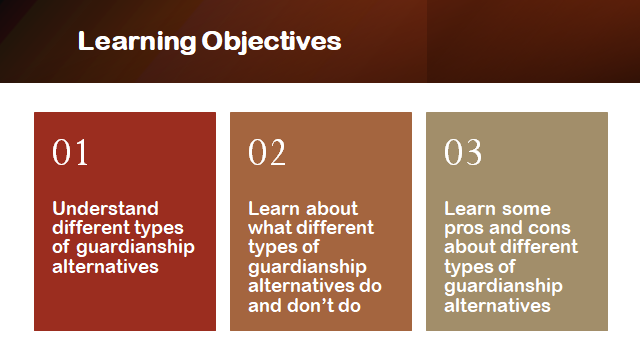 Learning Objectives
01
Understand
different types
of guardianship
alternatives
02
Learn about
what different
types of
guardianship
alternatives do
and don’t do
03
Learn some
pros and cons
about different
types of
guardianship
alternatives